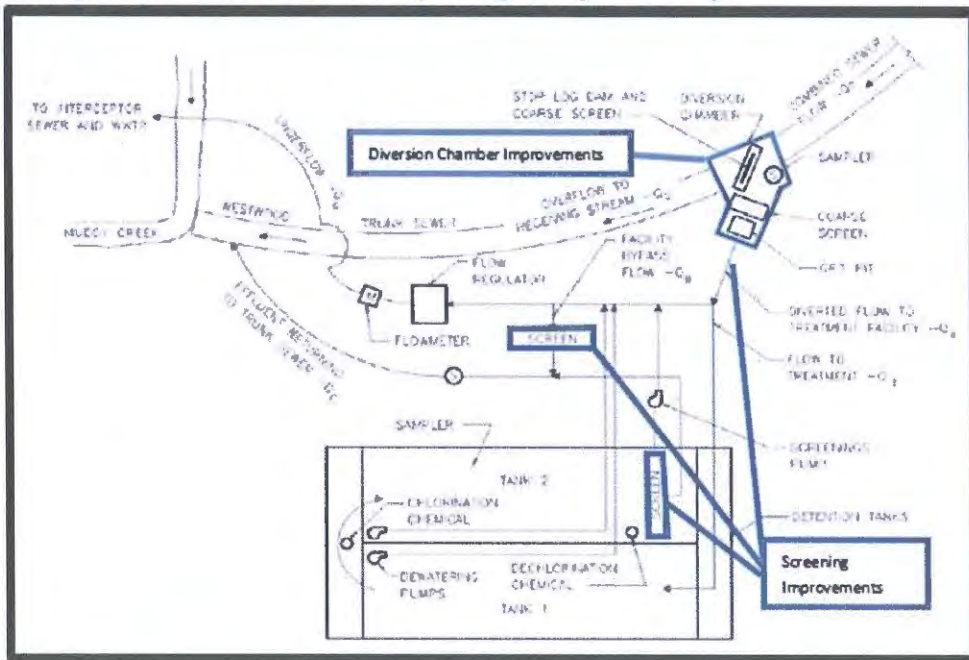 TO INTERCEPTOR
SEWER AND WWTP
UNDERFLOW
STOP LOG DAM AND
COARSE SCREEN
DIVERSION
CHAMBER
COMBINED SEWER
FLOW
SAMPLER
Diversion Chamber Improvements
COARSE
SCREEN
GRIT PIT
OVERFLOW TO
RECEIVING STREAM
WESTWOOD
TRUNK SEWER
MUDDY CREEK
FLOW
REGULATOR
FACILITY
BYPASS
FLOW
DIVERTED FLOW TO
TREATMENT FACILITY
FLOWMETER
SCREEN
FLOW TO
TREATMENT
EFFLUENT RETURNING
TO TRUNK SEWER
S
SAMPLER
SCREENINGS
PUMP
TANK 2
SCREEN
CHLORINATION
CHEMICAL
DETENTION TANKS
DEWATERING
PUMPS
DECHLORINATION
CHEMICAL
TANK 1
Screening
Improvements